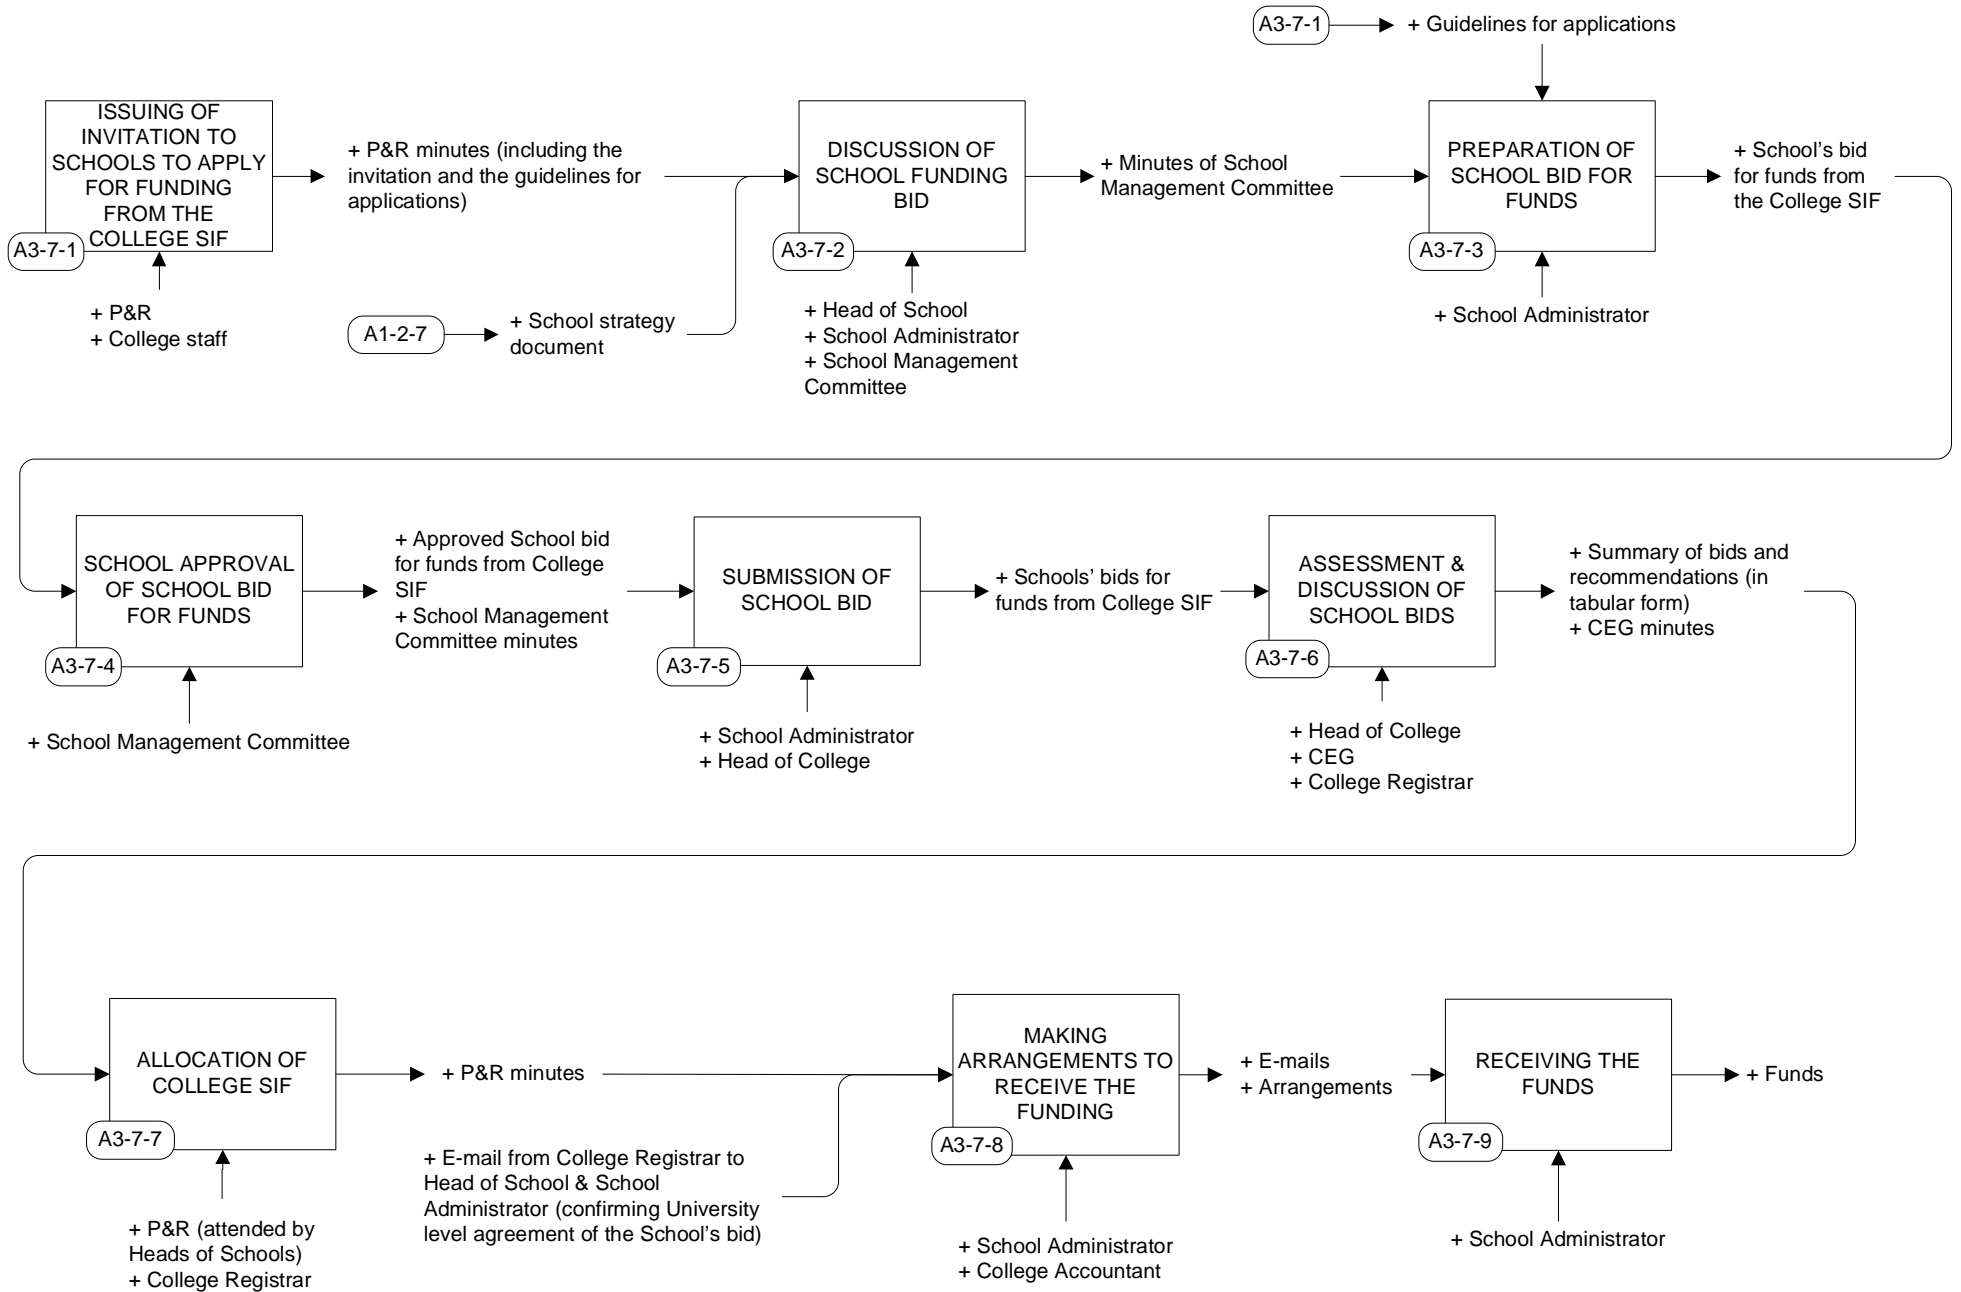 A3-7-1
+ Guidelines for applications
ISSUING OF
INVITATION TO
SCHOOLS TO APPLY
FOR FUNDING
FROM THE
COLLEGE SIF
A3-7-1
+ P&R
+ College staff
+ P&R minutes (including the
invitation and the guidelines for
applications)
A1-2-7
+ School strategy
document
DISCUSSION OF
SCHOOL FUNDING
BID
A3-7-2
+ Head of School
+ School Administrator
+ School Management
Committee
+ Minutes of School
Management Committee
PREPARATION OF
SCHOOL BID FOR
FUNDS
A3-7-3
+ School Administrator
+ School's bid
for funds from
the College SIF
SCHOOL APPROVAL
OF SCHOOL BID
FOR FUNDS
A3-7-4
+ School Management Committee
+ Approved School bid
for funds from College
SIF
+ School Management
Committee minutes
SUBMISSION OF
SCHOOL BID
A3-7-5
+ School Administrator
+ Head of College
+ Schools' bids for
funds from College SIF
ASSESSMENT &
DISCUSSION OF
SCHOOL BIDS
A3-7-6
+ Head of College
+ CEG
+ College Registrar
+ Summary of bids and
recommendations (in
tabular form)
+ CEG minutes
ALLOCATION OF
COLLEGE SIF
A3-7-7
+ P&R (attended by
Heads of Schools)
+ College Registrar
+ P&R minutes
+ E-mail from College Registrar to
Head of School & School
Administrator (confirming University
level agreement of the School's bid)
MAKING
ARRANGEMENTS TO
RECEIVE THE
FUNDING
A3-7-8
+ School Administrator
+ College Accountant
+ E-mails
+ Arrangements
RECEIVING THE
FUNDS
A3-7-9
+ School Administrator
+ Funds